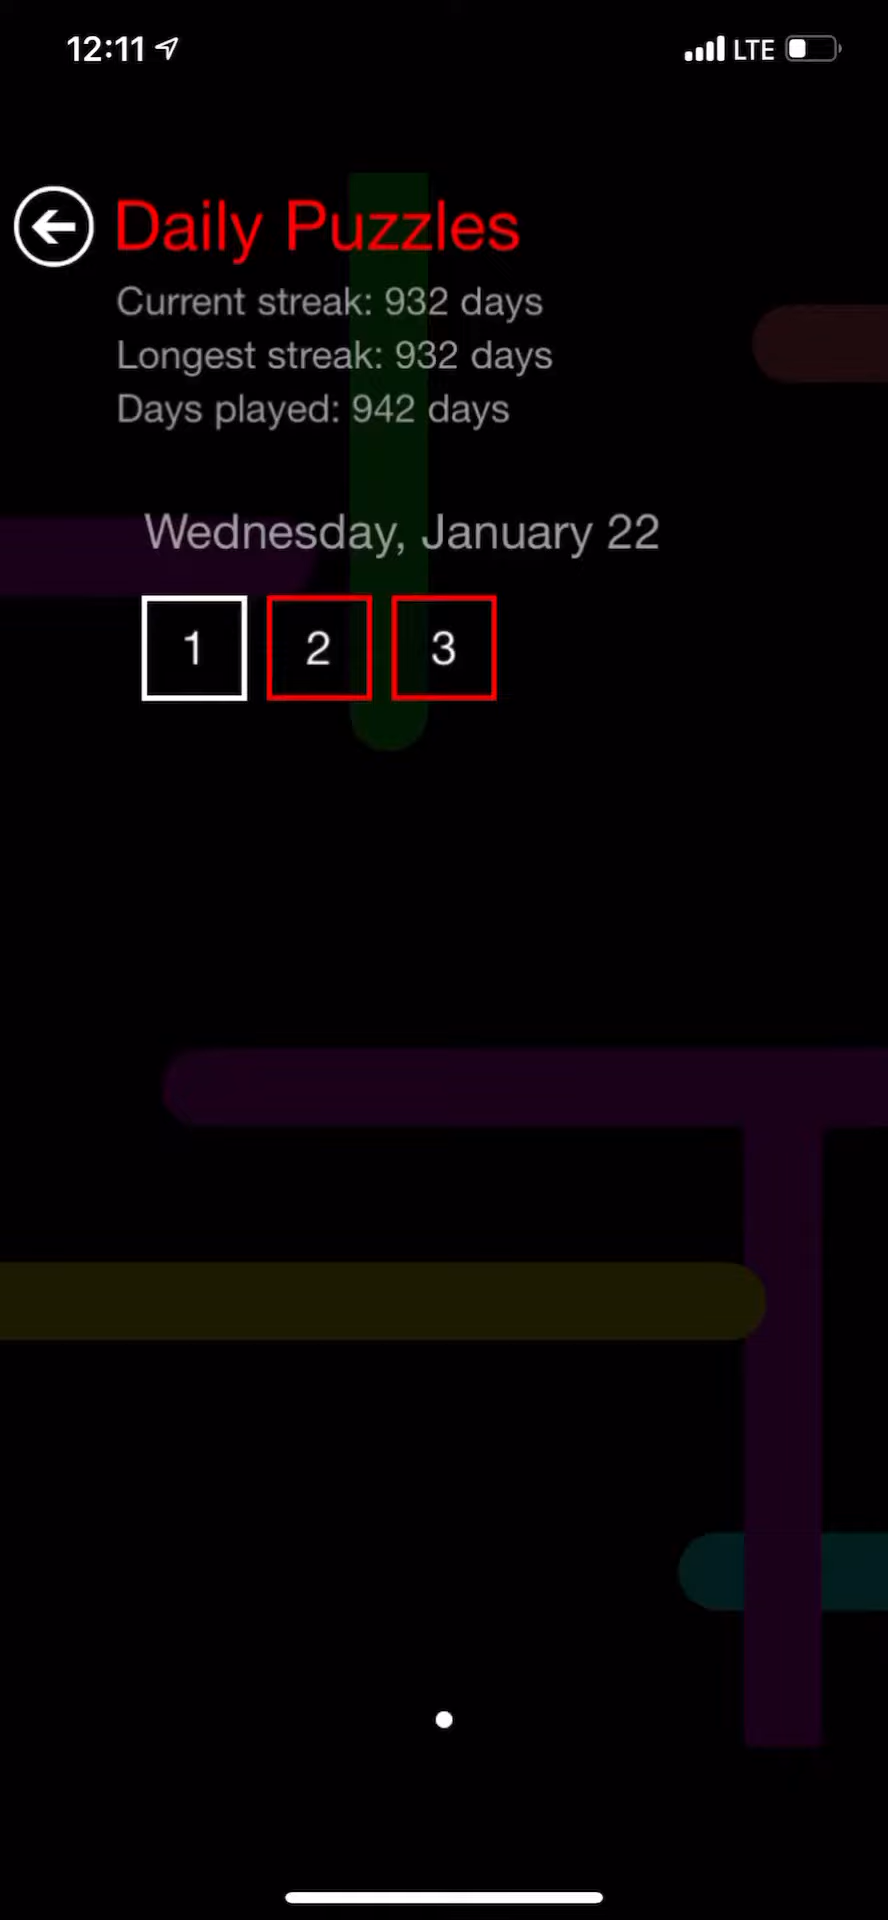 12:11 LTE
Daily Puzzles
Current streak: 932 days
Longest streak: 932 days
Days played: 942 days
Wednesday, January 22
1 2 3